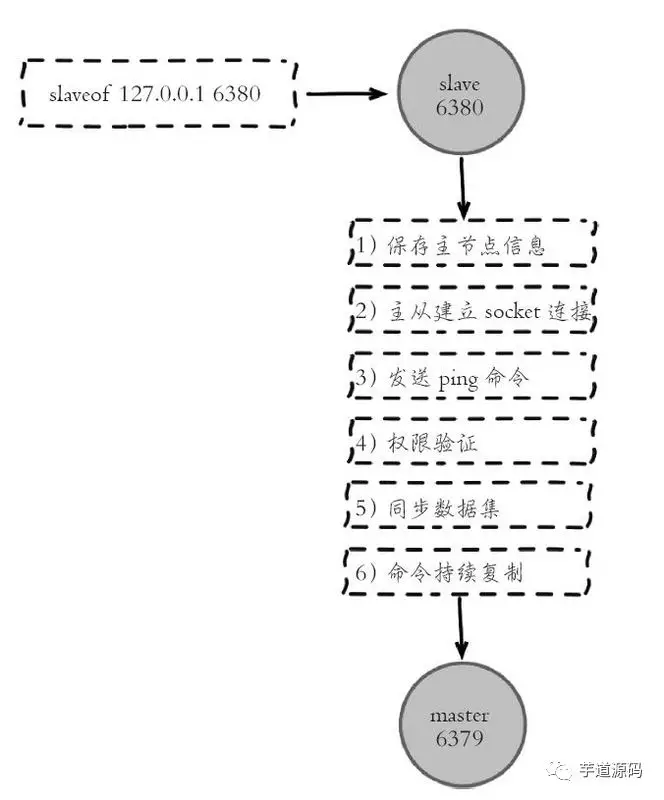 slaveof 127.0.0.1 6380
slave
6380
1）保存主节点信息
2）主从建立 socket 连接
3）发送 ping 命令
4）权限验证
5）同步数据集
6）命令持续复制
master
6379
芋道源码